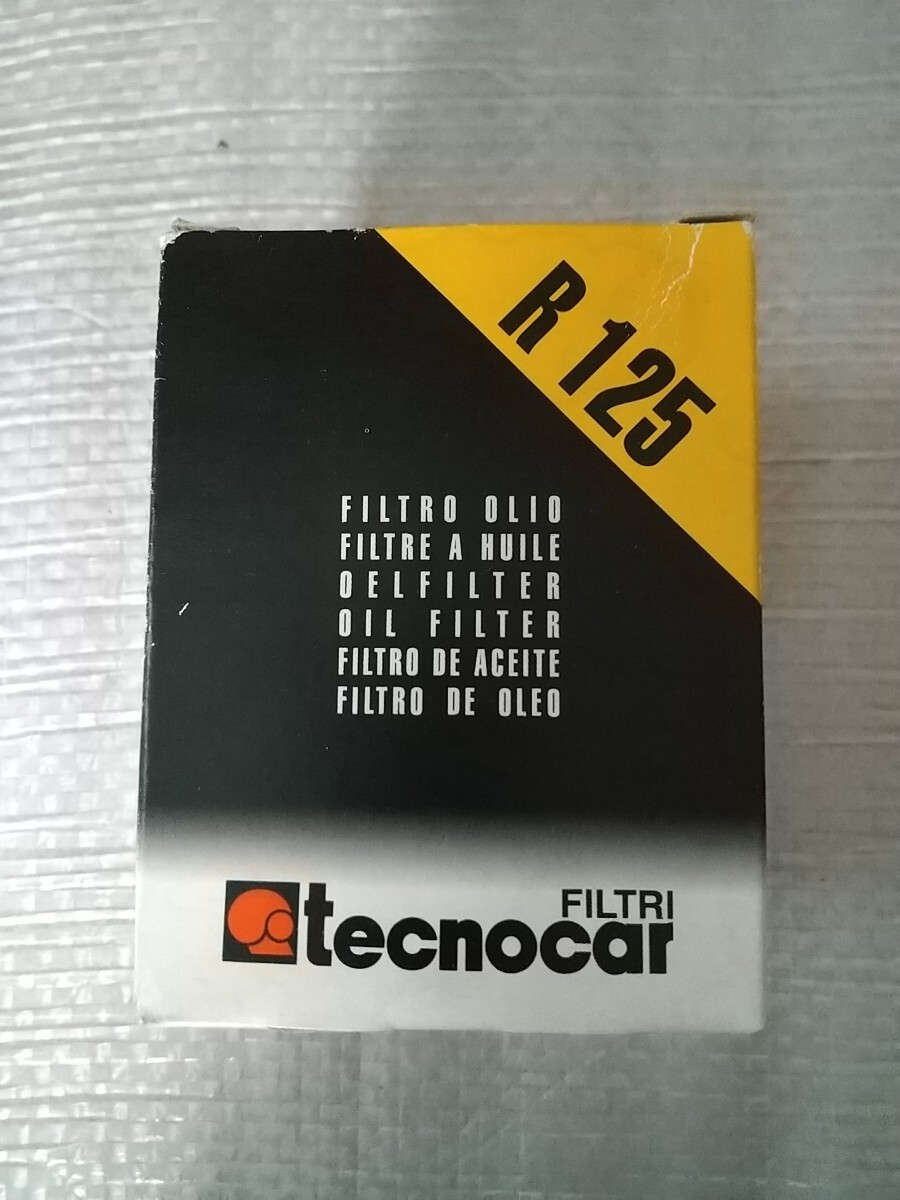 R 125
FILTRO OLIO
FILTRE A HUILE
OELFILTER
OIL FILTER
FILTRO DE ACEITE
FILTRO DE OLEO
FILTRI
tecnocar